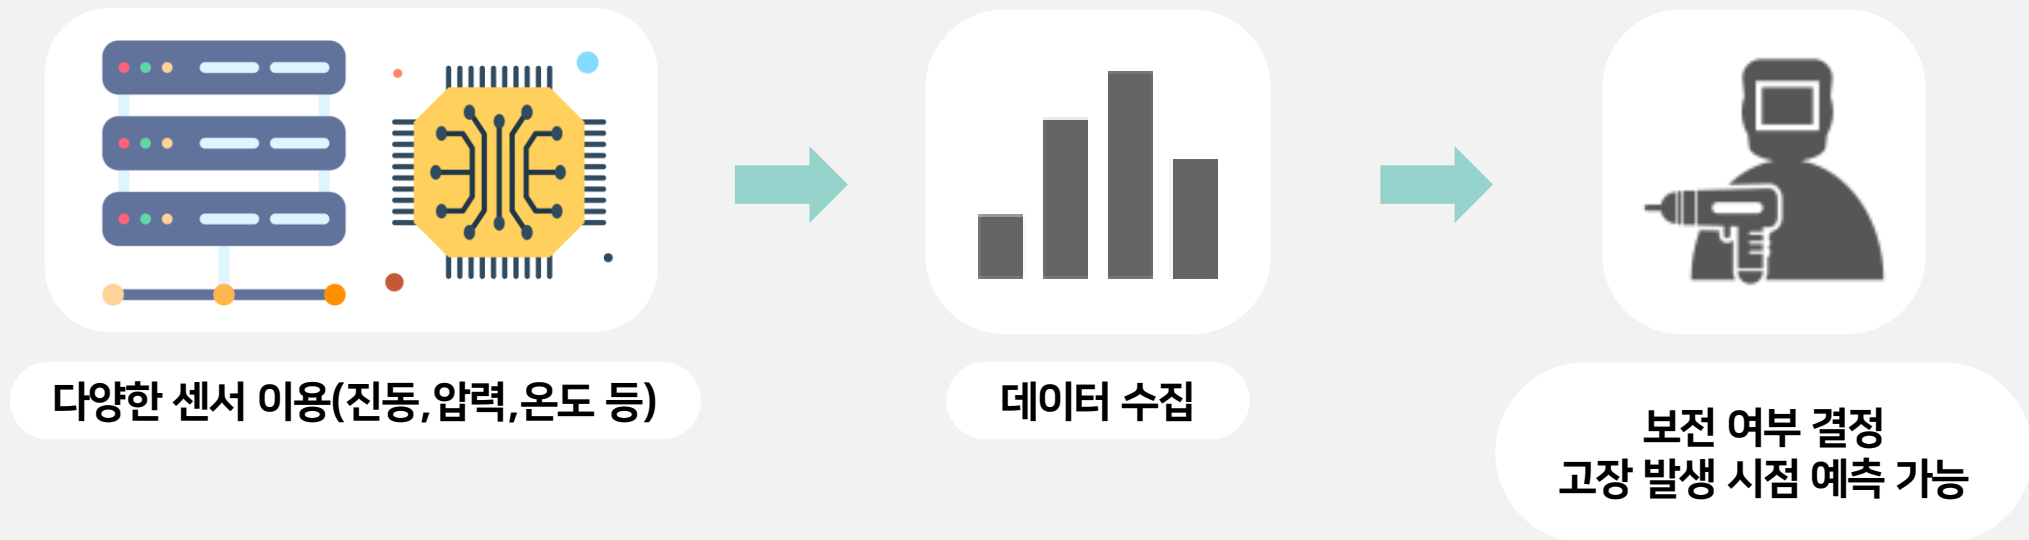 다양한 센서 이용(진동,압력,온도 등)
데이터 수집
보전 여부 결정
고장 발생 시점 예측 가능